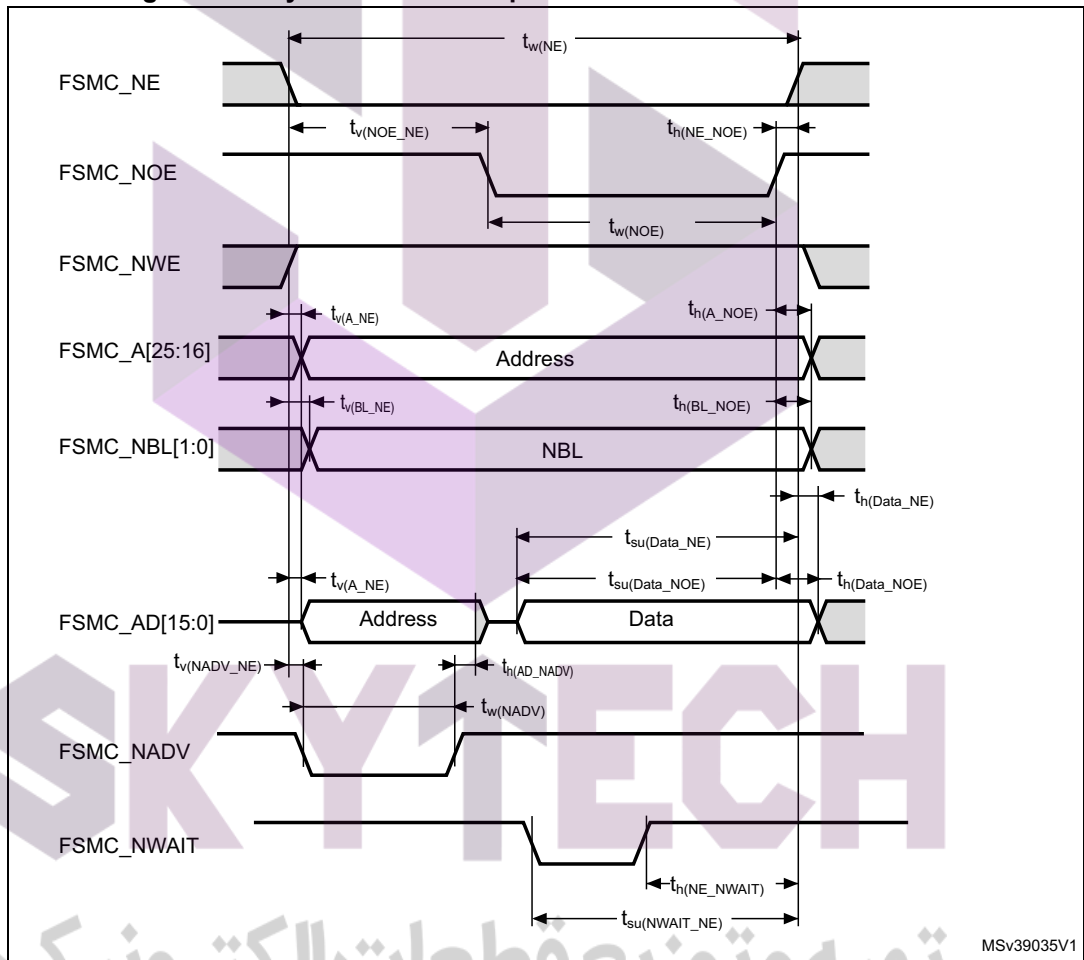 t_w(NE)
FSMC_NE
t_v(NOE_NE)
t_h(NE_NOE)
FSMC_NOE
t_w(NOE)
FSMC_NWE
t_v(A_NE)
t_h(A_NOE)
FSMC_A[25:16]
Address
t_v(BL_NE)
t_h(BL_NOE)
FSMC_NBL[1:0]
NBL
t_h(Data_NE)
t_su(Data_NE)
t_v(A_NE)
t_su(Data_NOE)
t_h(Data_NOE)
FSMC_AD[15:0]
Address
Data
t_v(NADV_NE)
t_h(AD_NADV)
t_w(NADV)
FSMC_NADV
SKYTECH
FSMC_NWAIT
t_h(NE_NWAIT)
t_su(NWAIT_NE)
MSv39035V1